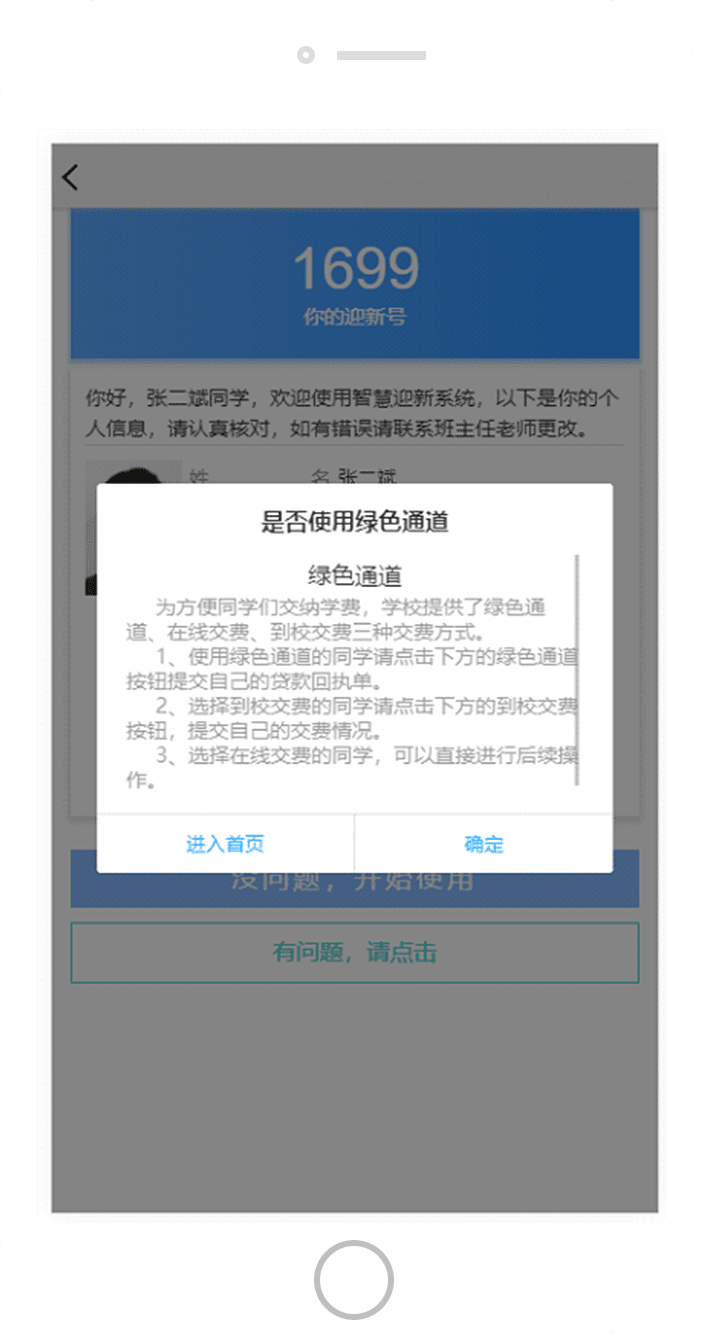 1699
你的迎新号
你好，张二斌同学，欢迎使用智慧迎新系统，以下是你的个
人信息，请认真核对，如有错误请联系班主任老师更改。
姓 名 张二斌
是否使用绿色通道
绿色通道
为方便同学们交纳学费，学校提供了绿色通
道、在线交费、到校交费三种交费方式。
1、使用绿色通道的同学请点击下方的绿色通道
按钮提交自己的贷款回执单。
2、选择到校交费的同学请点击下方的到校交费
按钮，提交自己的交费情况。
3、选择在线交费的同学，可以直接进行后续操
作。
进入首页 确定
没问题，开始使用
有问题，请点击